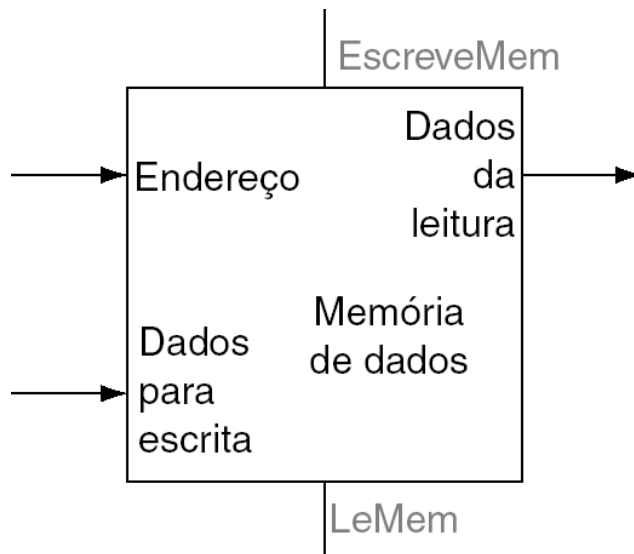 EscreveMem
Endereço
Dados
da
leitura
Dados
para
escrita
Memória
de dados
LeMem